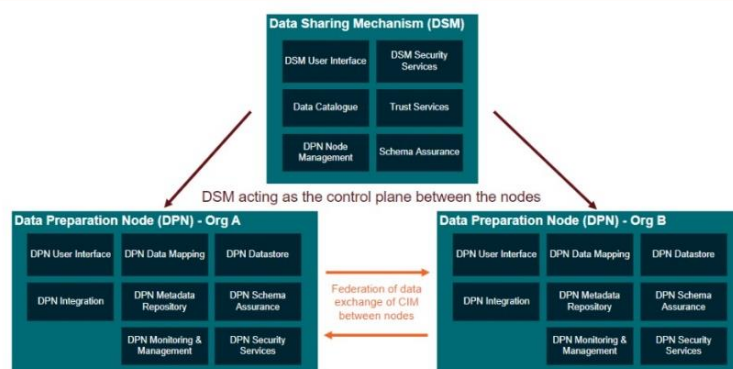 Data Sharing Mechanism (DSM)
DSM User Interface
DSM Security
Services
Data Catalogue
Trust Services
DPN Node
Management
Schema Assurance
DSM acting as the control plane between the nodes
Data Preparation Node (DPN) - Org A
DPN User Interface
DPN Data Mapping
DPN Datastore
DPN Integration
DPN Metadata
Repository
DPN Schema
Assurance
DPN Monitoring &
Management
DPN Security
Services
Federation of data
exchange of CIM
between nodes
Data Preparation Node (DPN) - Org B
DPN User Interface
DPN Data Mapping
DPN Datastore
DPN Integration
DPN Metadata
Repository
DPN Schema
Assurance
DPN Monitoring &
Management
DPN Security
Services